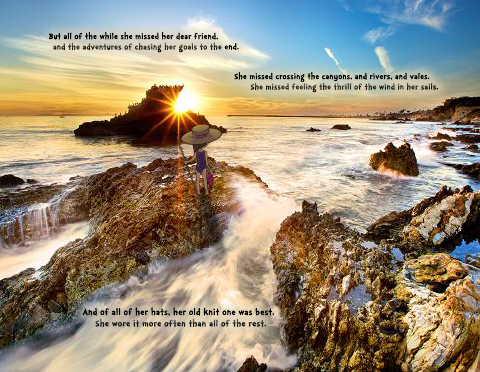 But all of the while she missed her dear friend,
and the adventures of chasing her goals to the end.
She missed crossing the canyons, and rivers, and vales.
She missed feeling the thrill of the wind in her sails.
And of all of her hats, her old knit one was best.
She wore it more often than all of the rest.